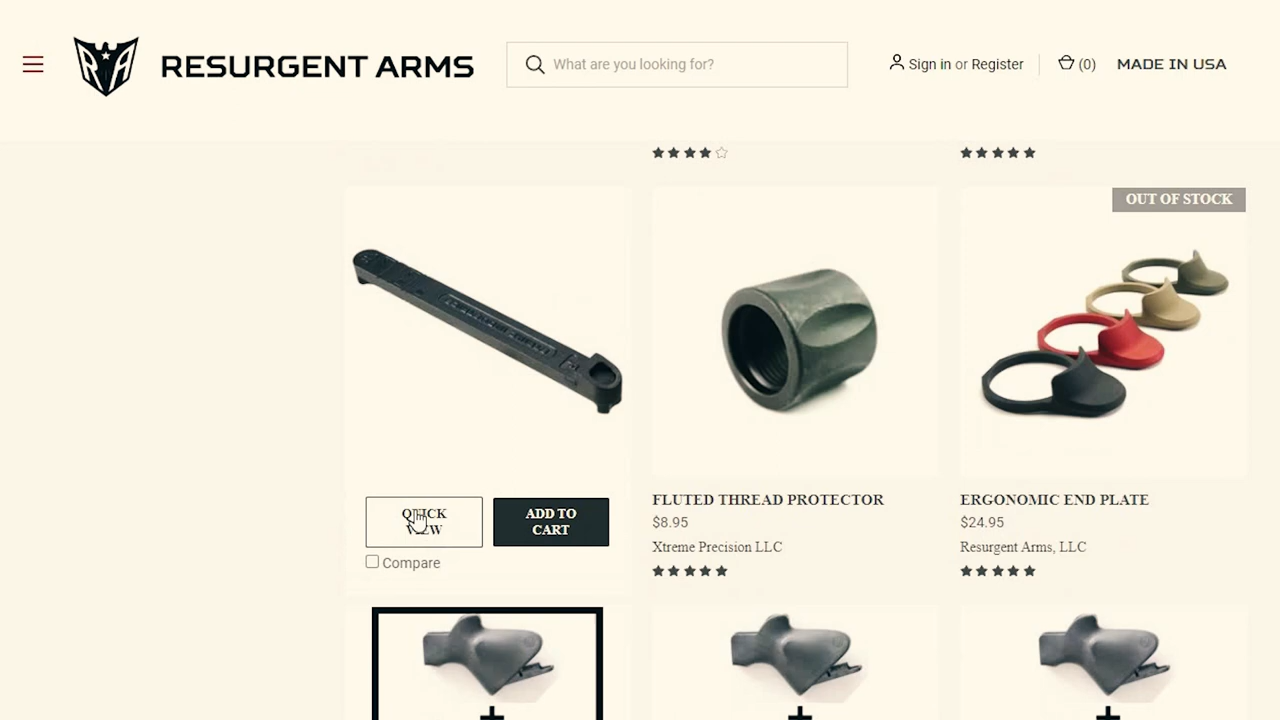 RESURGENT ARMS
What are you looking for?
Sign in or Register
(0)
MADE IN USA
OUT OF STOCK
QUICK
VIEW
ADD TO
CART
Compare
FLUTED THREAD PROTECTOR
$8.95
Xtreme Precision LLC
ERGONOMIC END PLATE
$24.95
Resurgent Arms, LLC
+
+
+